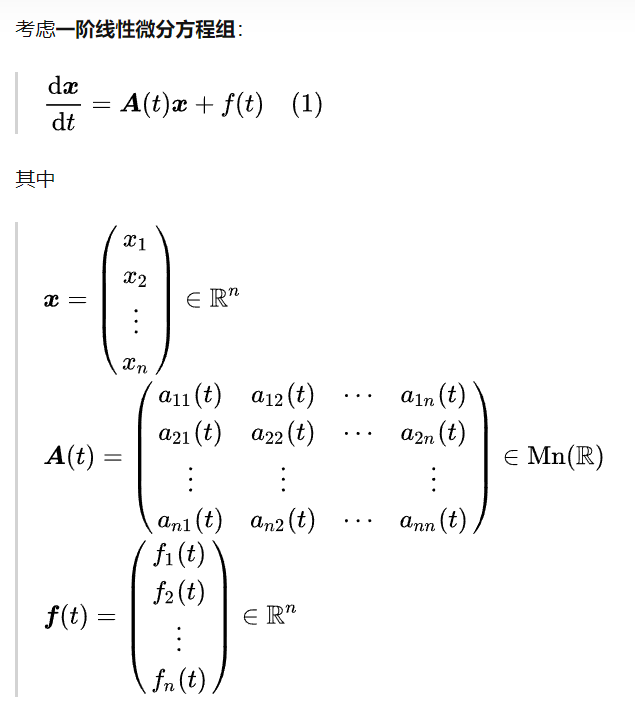 考虑一阶线性微分方程组：
d𝒙/dt = 𝑨(t)𝒙 + f(t) (1)
其中
𝒙 = (x₁ x₂ ⋮ xₙ) ∈ ℝⁿ
𝑨(t) = (a₁₁(t) a₁₂(t) ⋯ a₁ₙ(t)
a₂₁(t) a₂₂(t) ⋯ a₂ₙ(t)
⋮ ⋮ ⋮
aₙ₁(t) aₙ₂(t) ⋯ aₙₙ(t)) ∈ Mn(ℝ)
𝒇(t) = (f₁(t) f₂(t) ⋮ fₙ(t)) ∈ ℝⁿ